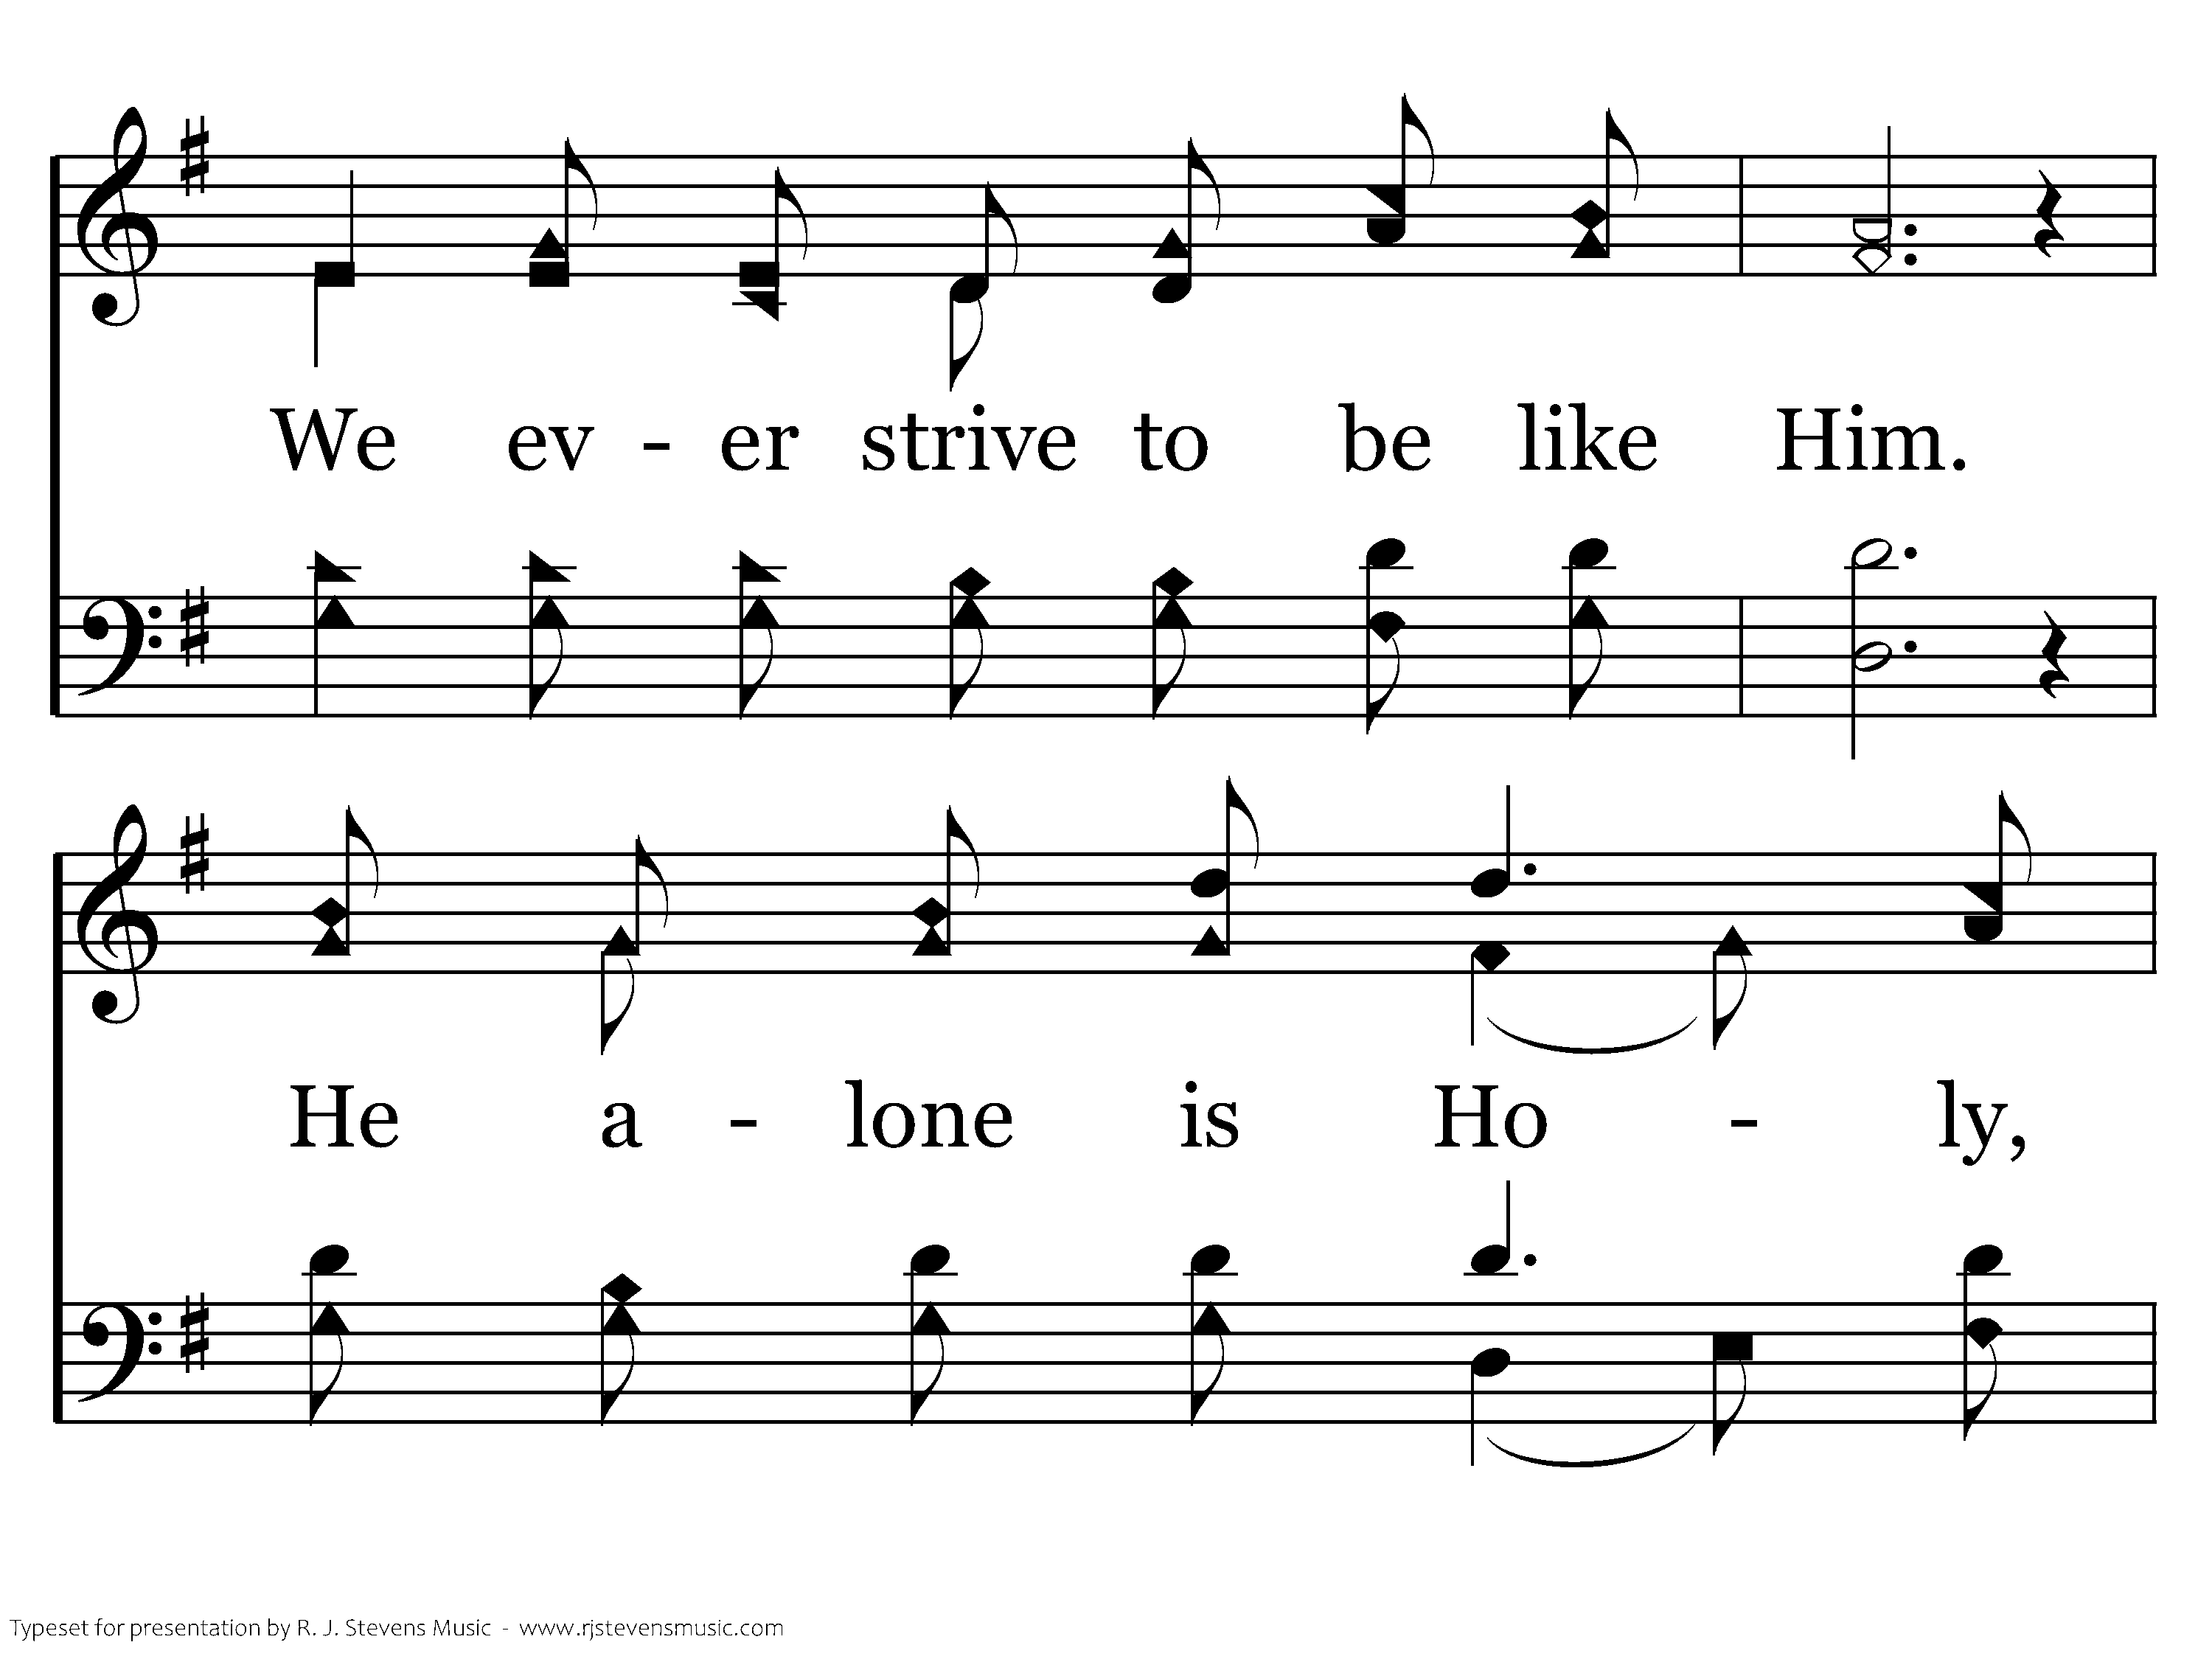 We ev - er strive to be like Him.
He a - lone is Ho - ly,
Typeset for presentation by R. J. Stevens Music - www.rjstevensmusic.com